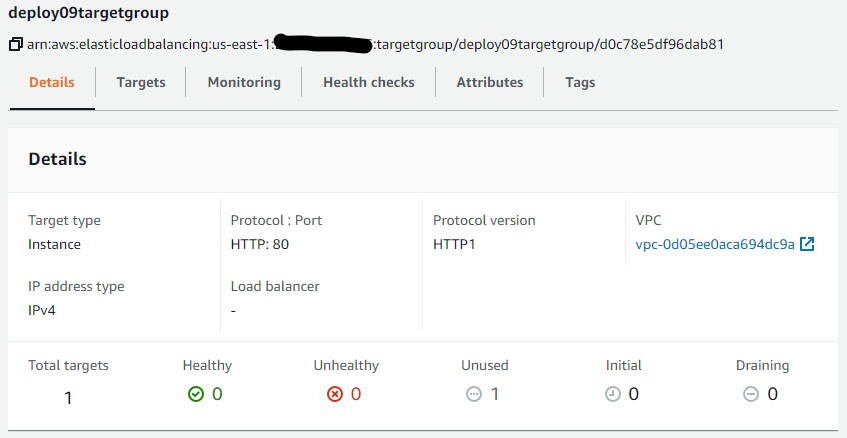 deploy09targetgroup
arn:aws:elasticloadbalancing:us-east-1: :targetgroup/deploy09targetgroup/d0c78e5df96dab81
Details Targets Monitoring Health checks Attributes Tags
Details
Target type Protocol : Port Protocol version VPC
Instance HTTP: 80 HTTP1 vpc-0d05ee0aca694dc9a
IP address type Load balancer
IPv4 -
Total targets Healthy Unhealthy Unused Initial Draining
1 0 0 1 0 0